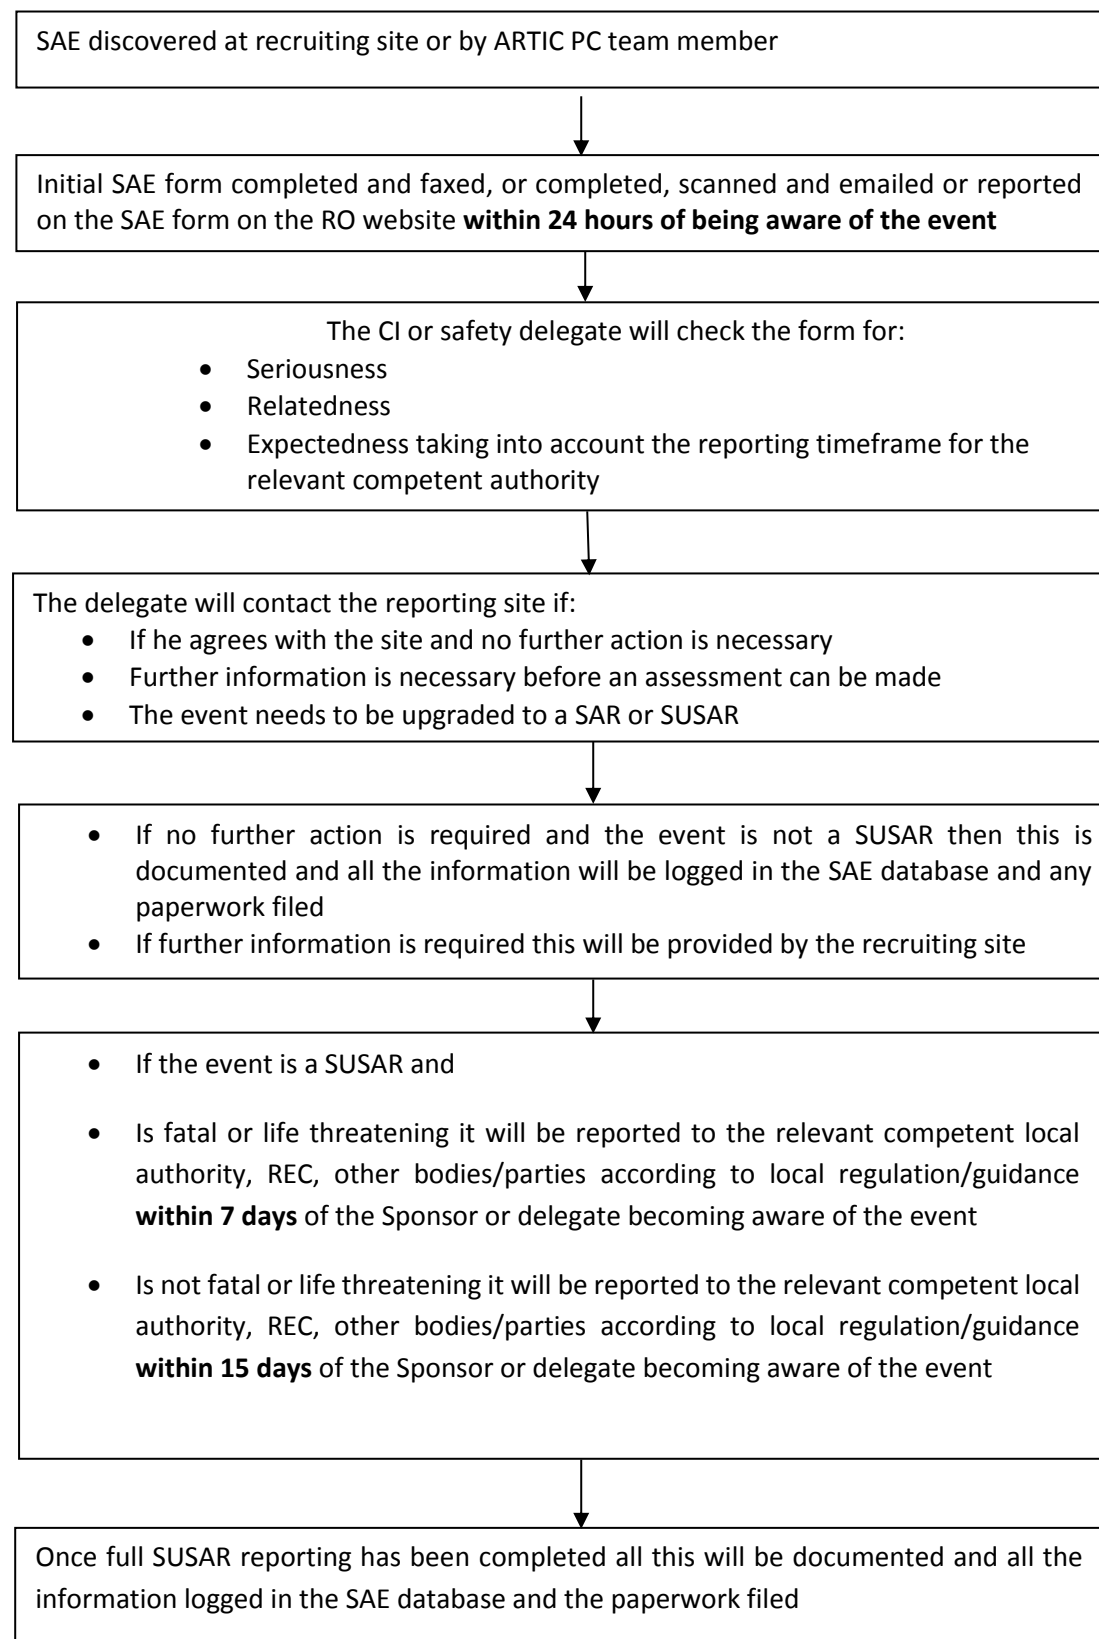 SAE discovered at recruiting site or by ARTIC PC team member
Initial SAE form completed and faxed, or completed, scanned and emailed or reported
on the SAE form on the RO website within 24 hours of being aware of the event
The CI or safety delegate will check the form for:
• Seriousness
• Relatedness
• Expectedness taking into account the reporting timeframe for the
relevant competent authority
The delegate will contact the reporting site if:
• If he agrees with the site and no further action is necessary
• Further information is necessary before an assessment can be made
• The event needs to be upgraded to a SAR or SUSAR
• If no further action is required and the event is not a SUSAR then this is
documented and all the information will be logged in the SAE database and any
paperwork filed
• If further information is required this will be provided by the recruiting site
• If the event is a SUSAR and
• Is fatal or life threatening it will be reported to the relevant competent local
authority, REC, other bodies/parties according to local regulation/guidance
within 7 days of the Sponsor or delegate becoming aware of the event
• Is not fatal or life threatening it will be reported to the relevant competent local
authority, REC, other bodies/parties according to local regulation/guidance
within 15 days of the Sponsor or delegate becoming aware of the event
Once full SUSAR reporting has been completed all this will be documented and all the
information logged in the SAE database and the paperwork filed